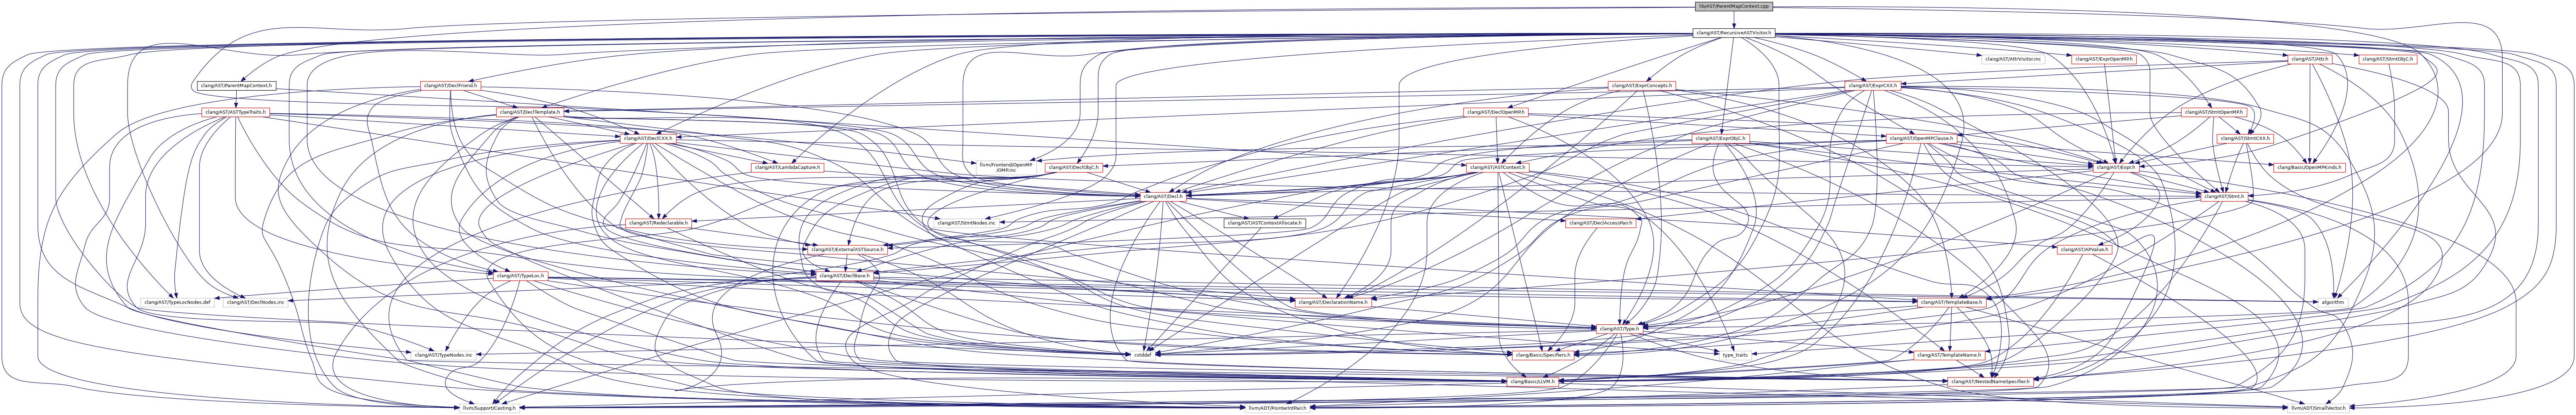 lib/AST/ParentMapContext.cpp
clang/AST/RecursiveASTVisitor.h
clang/AST/AttrVisitor.inc
clang/AST/ExprOpenMP.h
clang/AST/Attr.h
clang/AST/StmtObjC.h
clang/AST/ParentMapContext.h
clang/AST/DeclFriend.h
clang/AST/ExprConcepts.h
clang/AST/ExprCXX.h
clang/AST/ASTTypeTraits.h
clang/AST/DeclTemplate.h
clang/AST/DeclOpenMP.h
clang/AST/StmtOpenMP.h
clang/AST/DeclCXX.h
clang/AST/ExprObjC.h
clang/AST/OpenMPClause.h
clang/AST/StmtCXX.h
clang/AST/LambdaCapture.h
llvm/Frontend/OpenMP
/OMP.inc
clang/AST/DeclObjC.h
clang/AST/ASTContext.h
clang/AST/Expr.h
clang/Basic/OpenMPKinds.h
clang/AST/Decl.h
clang/AST/Stmt.h
clang/AST/Redeclarable.h
clang/AST/StmtNodes.inc
clang/AST/ASTContextAllocate.h
clang/AST/DeclAccessPair.h
clang/AST/ExternalASTSource.h
clang/AST/APValue.h
clang/AST/TypeLoc.h
clang/AST/DeclBase.h
clang/AST/TypeLocNodes.def
clang/AST/DeclNodes.inc
clang/AST/DeclarationName.h
clang/AST/TemplateBase.h
algorithm
clang/AST/Type.h
clang/AST/TypeNodes.inc
cstddef
clang/Basic/Specifiers.h
type_traits
clang/AST/TemplateName.h
clang/Basic/LLVM.h
clang/AST/NestedNameSpecifier.h
llvm/Support/Casting.h
llvm/ADT/PointerIntPair.h
llvm/ADT/SmallVector.h